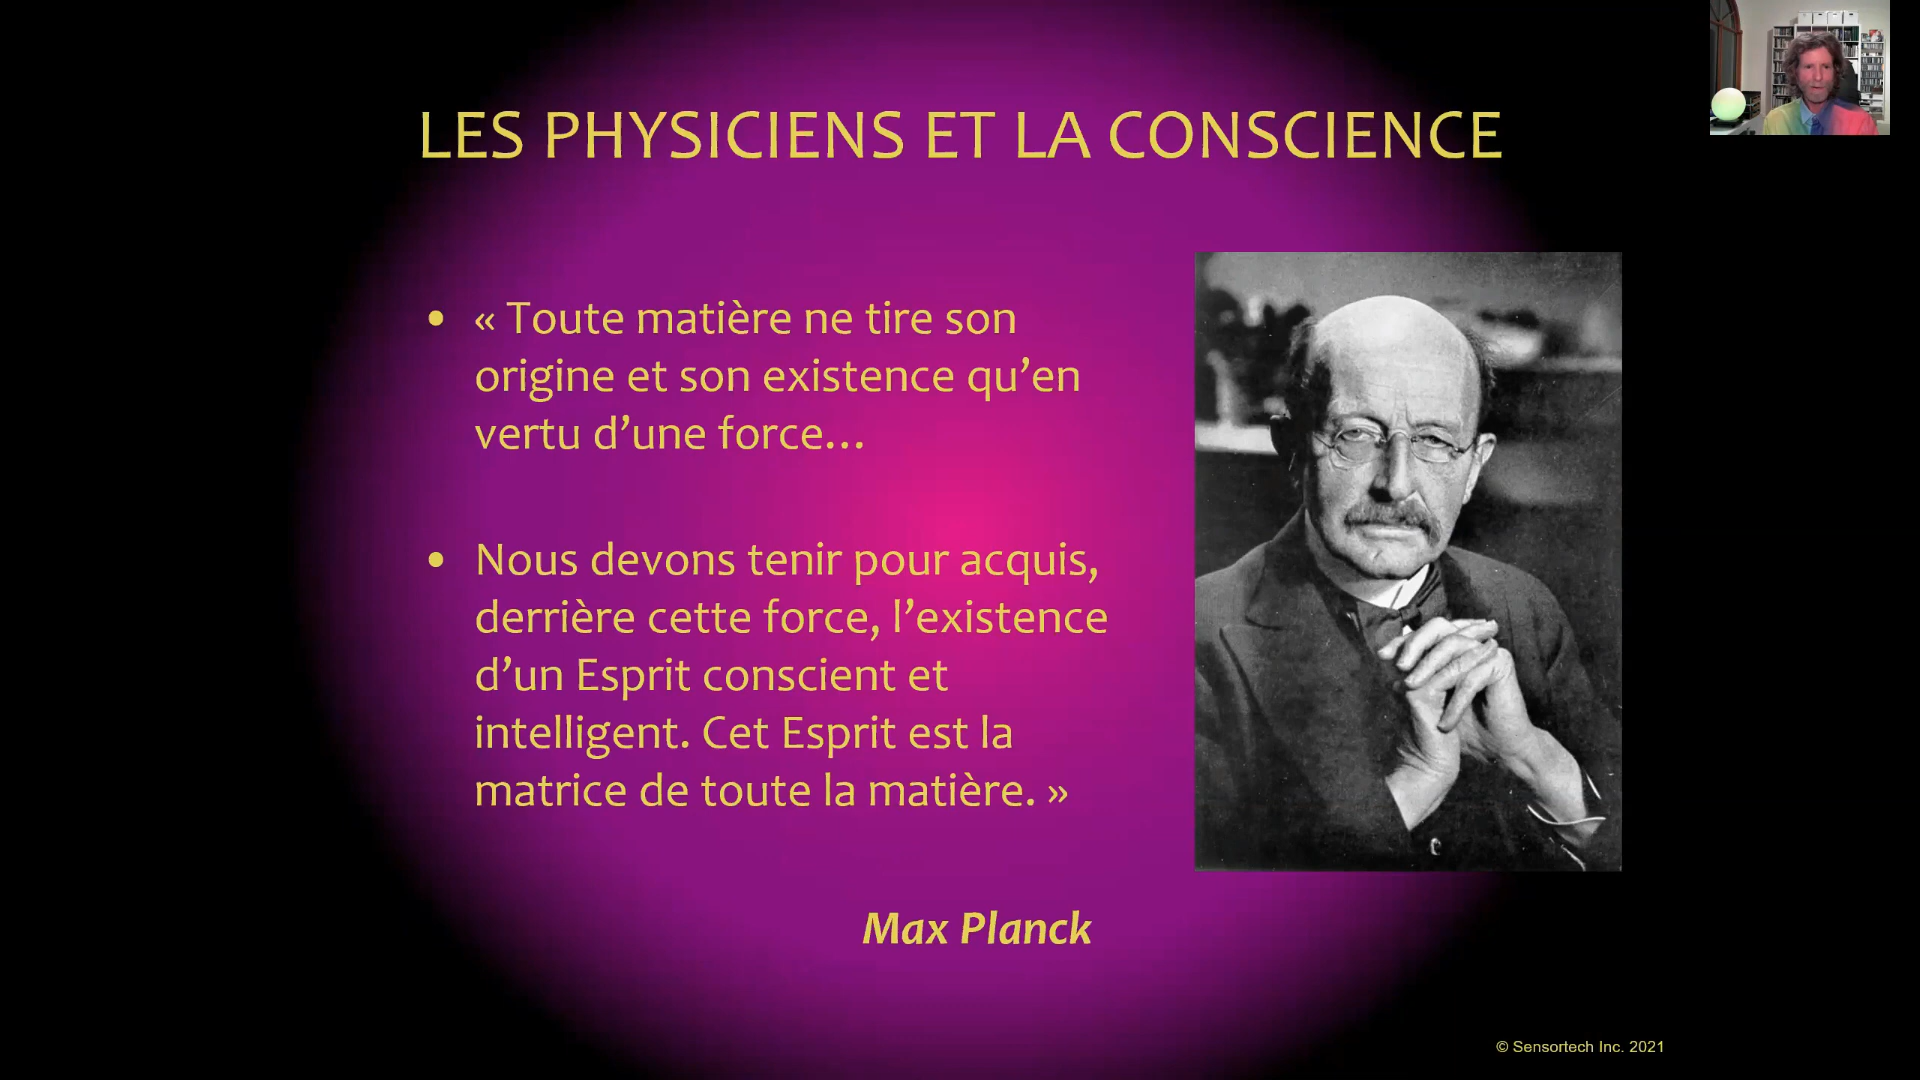 LES PHYSICIENS ET LA CONSCIENCE
• « Toute matière ne tire son
origine et son existence qu’en
vertu d’une force…
• Nous devons tenir pour acquis,
derrière cette force, l’existence
d’un Esprit conscient et
intelligent. Cet Esprit est la
matrice de toute la matière. »
Max Planck
© Sensortech Inc. 2021